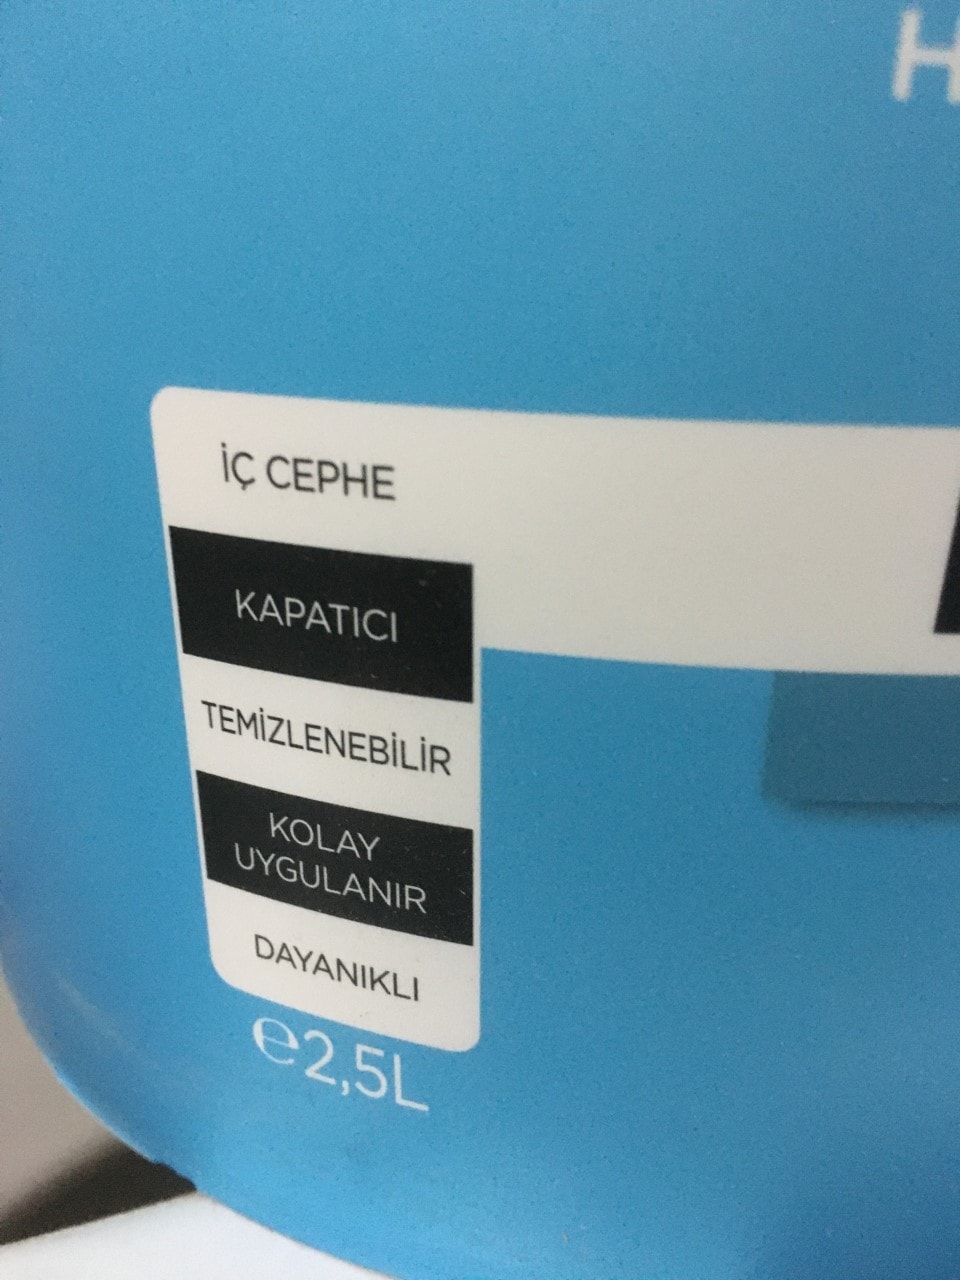 H
İÇ CEPHE
KAPATICI
TEMİZLENEBİLİR
KOLAY
UYGULANIR
DAYANIKLI
℮2,5L